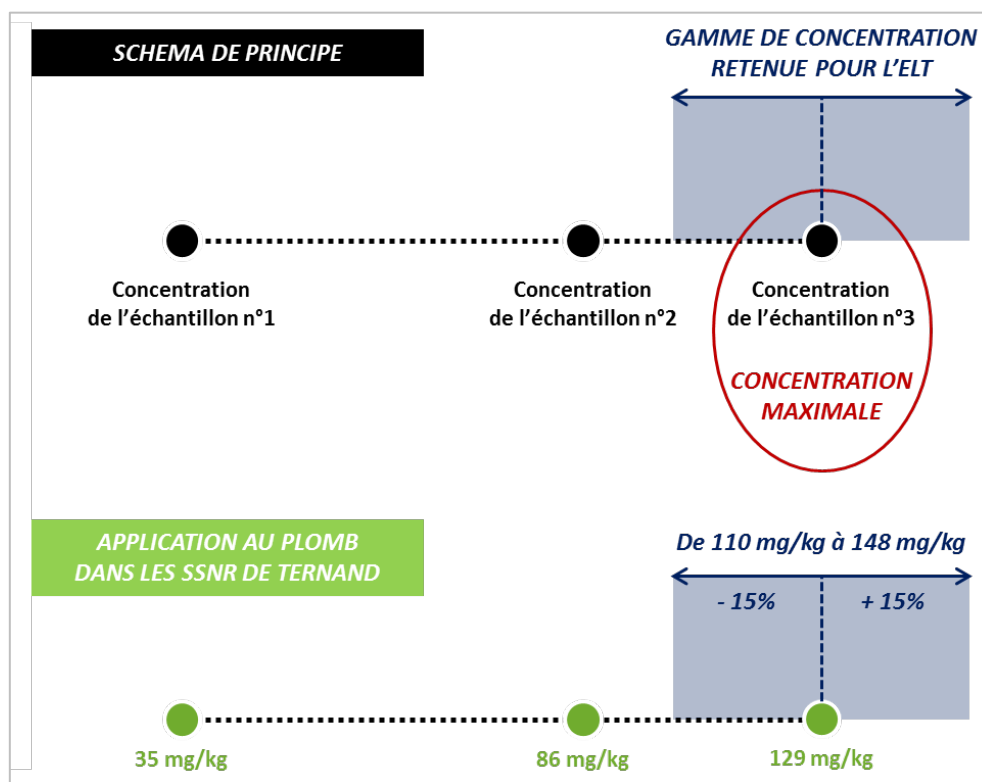 SCHEMA DE PRINCIPE
GAMME DE CONCENTRATION
RETENUE POUR L'ELT
Concentration
de l'échantillon n°1
Concentration
de l'échantillon n°2
Concentration
de l'échantillon n°3
CONCENTRATION
MAXIMALE
APPLICATION AU PLOMB
DANS LES SSNR DE TERNAND
De 110 mg/kg à 148 mg/kg
- 15%
+ 15%
35 mg/kg
86 mg/kg
129 mg/kg